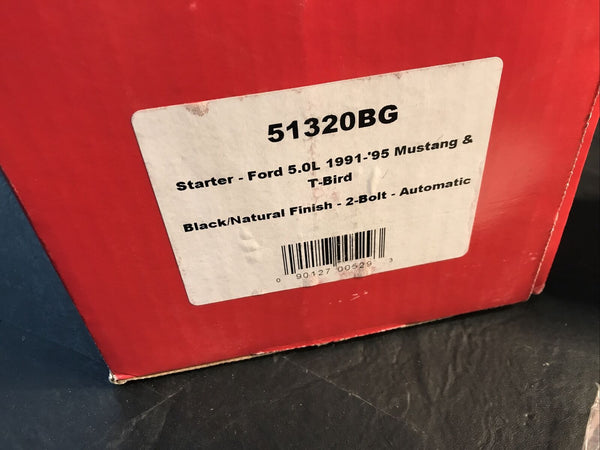 51320BG
Starter - Ford 5.0L 1991-'95 Mustang &
T-Bird
Black/Natural Finish - 2-Bolt - Automatic
0 90127 00529 3